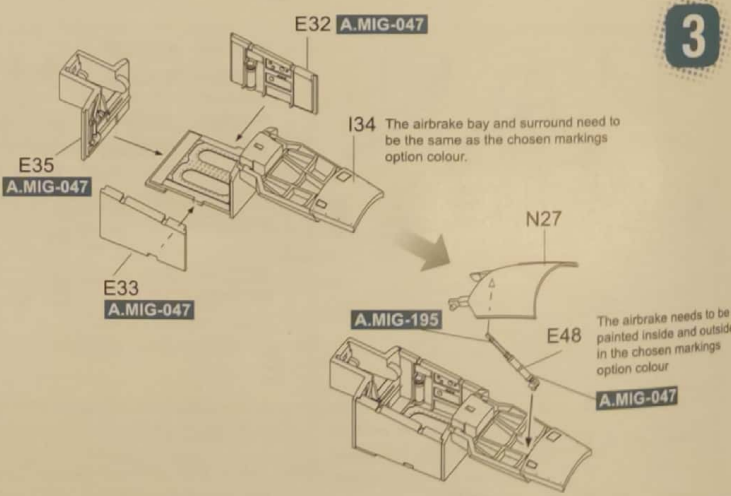 3
E32 A.MIG-047
I34 The airbrake bay and surround need to
be the same as the chosen markings
option colour.
E35
A.MIG-047
E33
A.MIG-047
N27
A.MIG-195
E48
The airbrake needs to be
painted inside and outside
in the chosen markings
option colour
A.MIG-047